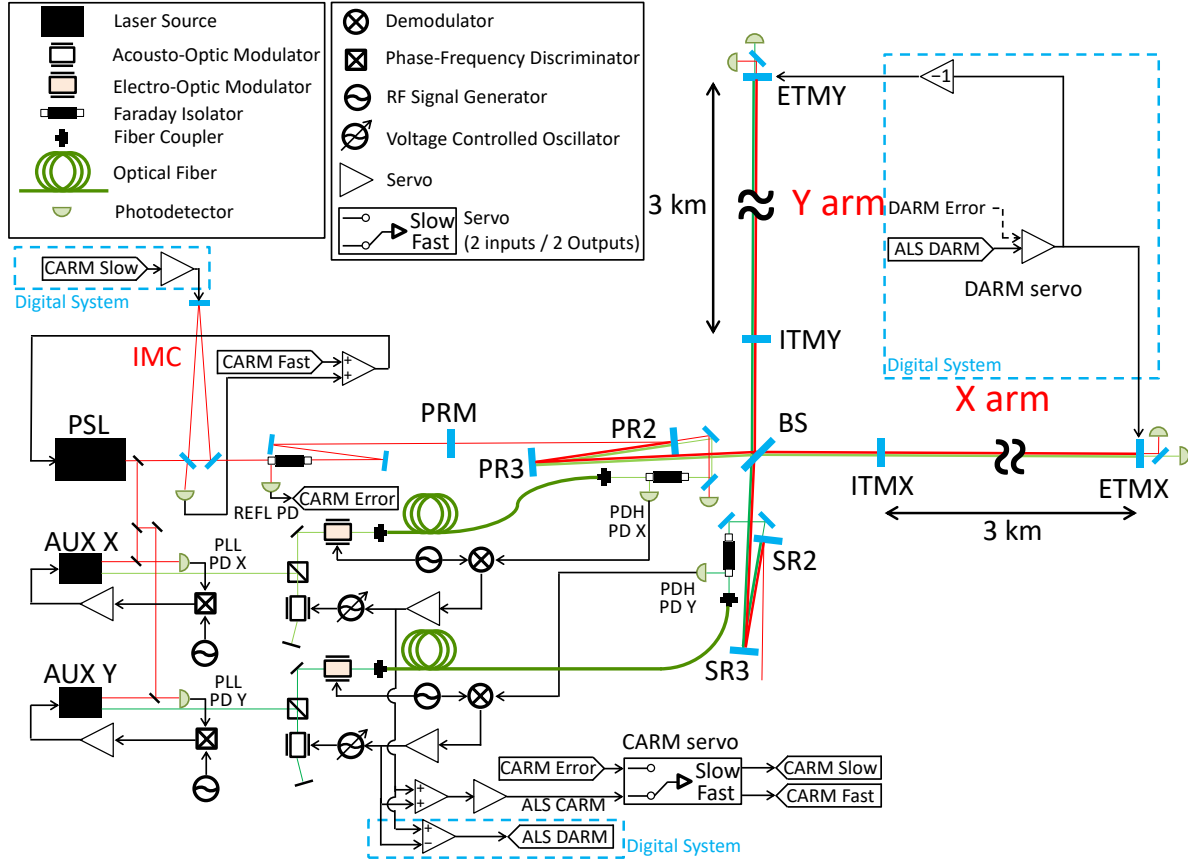 Laser Source
Acousto-Optic Modulator
Electro-Optic Modulator
Faraday Isolator
Fiber Coupler
Optical Fiber
Photodetector
Demodulator
Phase-Frequency Discriminator
RF Signal Generator
Voltage Controlled Oscillator
Servo
Slow
Fast
Servo
(2 inputs / 2 Outputs)
CARM Slow
Digital System
IMC
CARM Fast
+
+
PSL
REFL PD
CARM Error
PRM
PR2
PR3
BS
ETMY
3 km
Y arm
ITMY
−1
DARM Error
ALS DARM
DARM servo
Digital System
X arm
ITMX
ETMX
3 km
PDH
PD X
PDH
PD Y
SR2
SR3
AUX X
PLL
PD X
AUX Y
PLL
PD Y
+
+
ALS CARM
CARM servo
CARM Error
Slow
Fast
CARM Slow
CARM Fast
+
−
ALS DARM
Digital System